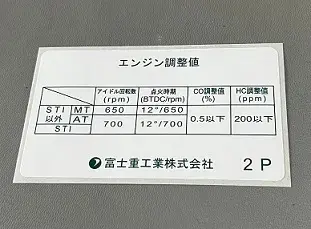 エンジン調整値
アイドル回転数 点火時期 CO調整値 HC調整値
(rpm) (BTDC/rpm) (%) (ppm)
STI MT 650 12°/650
以外 AT 700 12°/700 0.5以下 200以下
STI
富士重工業株式会社 2P